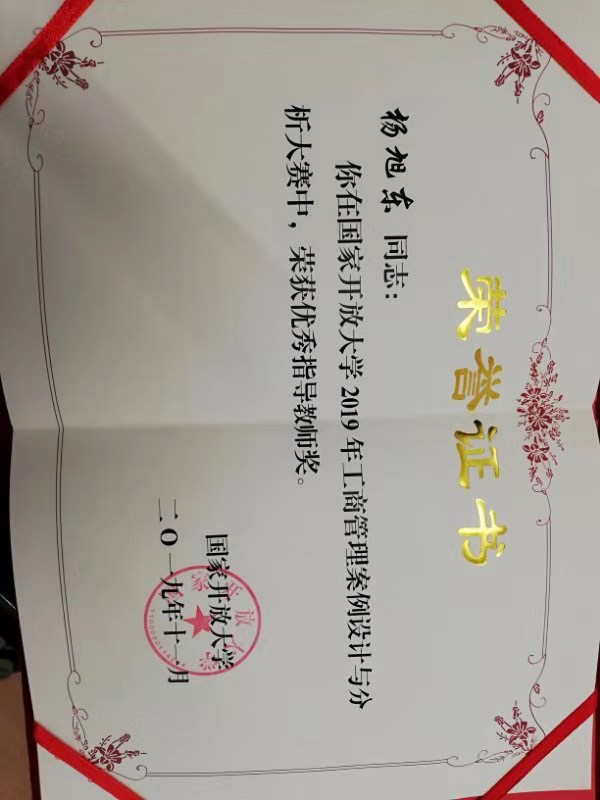 荣誉证书
杨旭东 同志：
你在国家开放大学2019年工商管理案例设计与分
析大赛中，荣获优秀指导教师奖。
国家开放大学
二〇一九年十一月